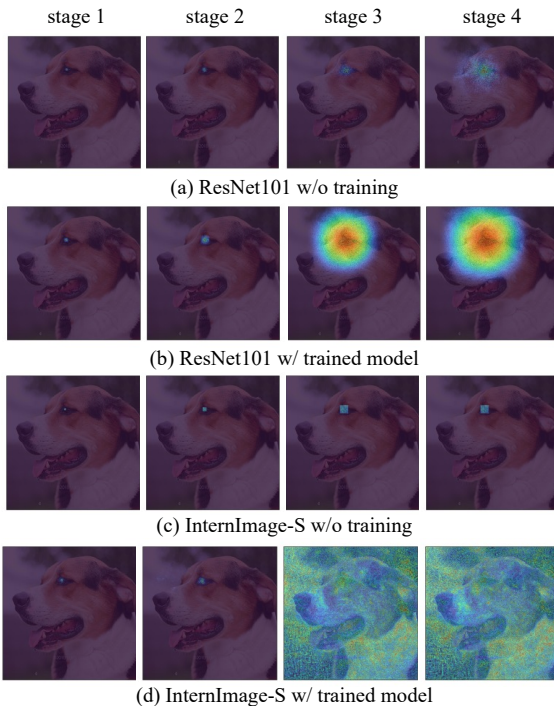 stage 1 stage 2 stage 3 stage 4
(a) ResNet101 w/o training
(b) ResNet101 w/ trained model
(c) InternImage-S w/o training
(d) InternImage-S w/ trained model